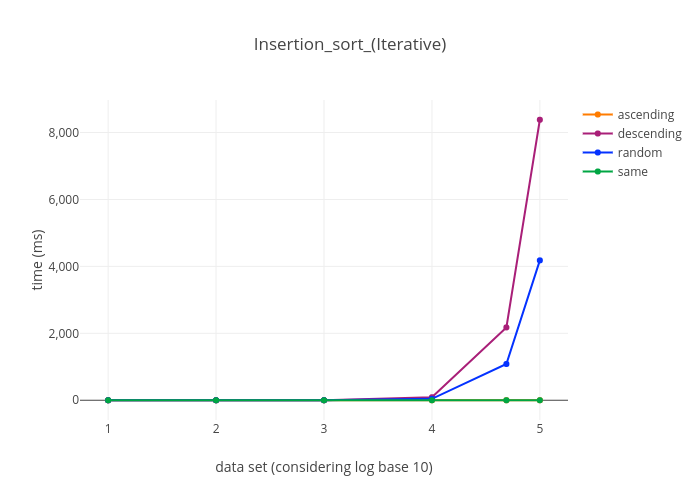 Insertion_sort_(Iterative)
ascending
descending
random
same
8,000
6,000
4,000
2,000
0
time (ms)
1 2 3 4 5
data set (considering log base 10)